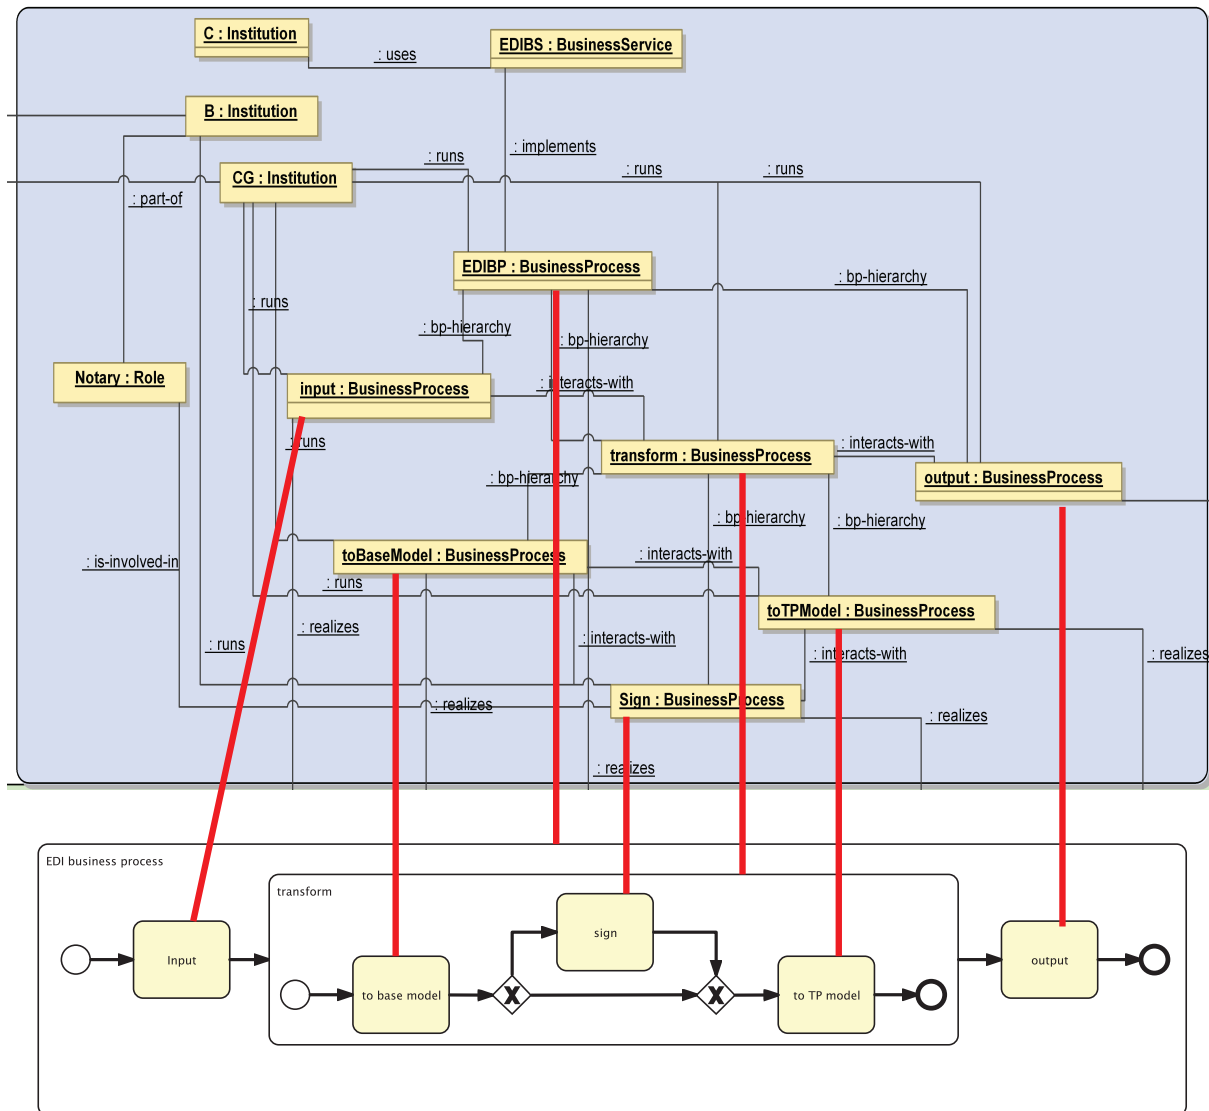 C : Institution
EDIBS : BusinessService
: uses
B : Institution
: implements
: runs
: runs
: runs
CG : Institution
: part-of
EDIBP : BusinessProcess
: bp-hierarchy
: runs
: bp-hierarchy
: bp-hierarchy
Notary : Role
input : BusinessProcess
: interacts-with
: runs
: interacts-with
transform : BusinessProcess
: bp-hierarchy
output : BusinessProcess
: bp-hierarchy
: bp-hierarchy
: is-involved-in
toBaseModel : BusinessProcess
: interacts-with
: runs
toTPModel : BusinessProcess
: realizes
: runs
: interacts-with
: interacts-with
: realizes
Sign : BusinessProcess
: realizes
: realizes
: realizes
EDI business process
transform
sign
Input
output
to base model
to TP model